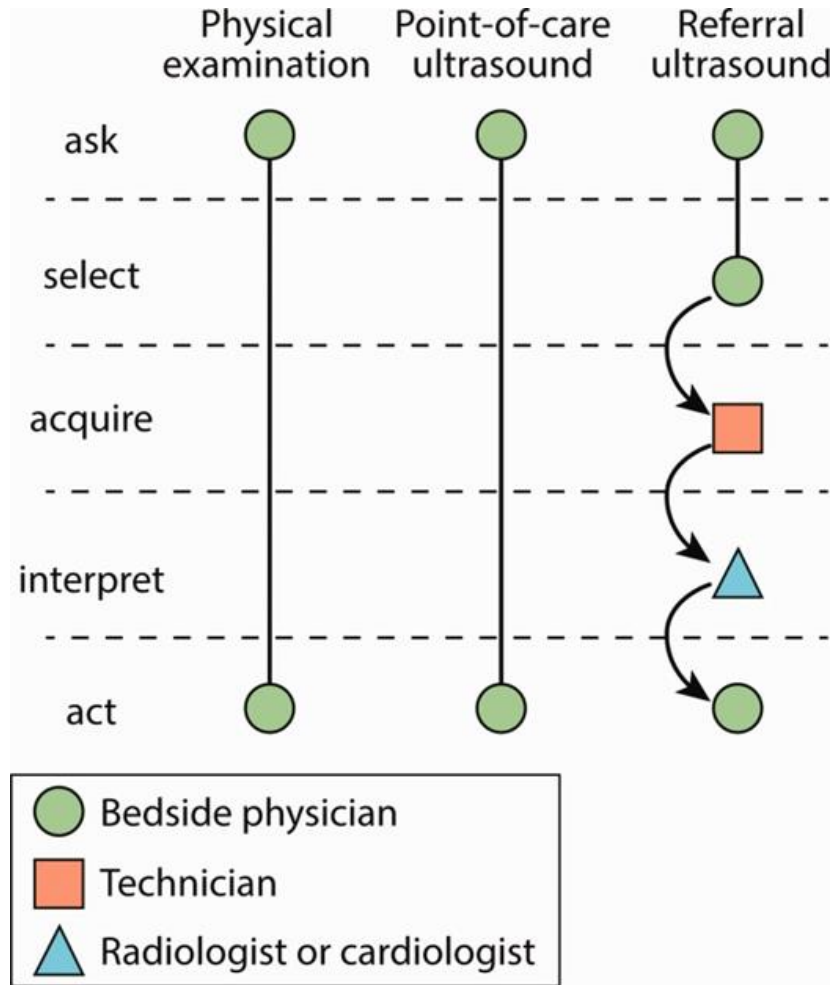 Physical examination
Point-of-care ultrasound
Referral ultrasound
ask
select
acquire
interpret
act
Bedside physician
Technician
Radiologist or cardiologist